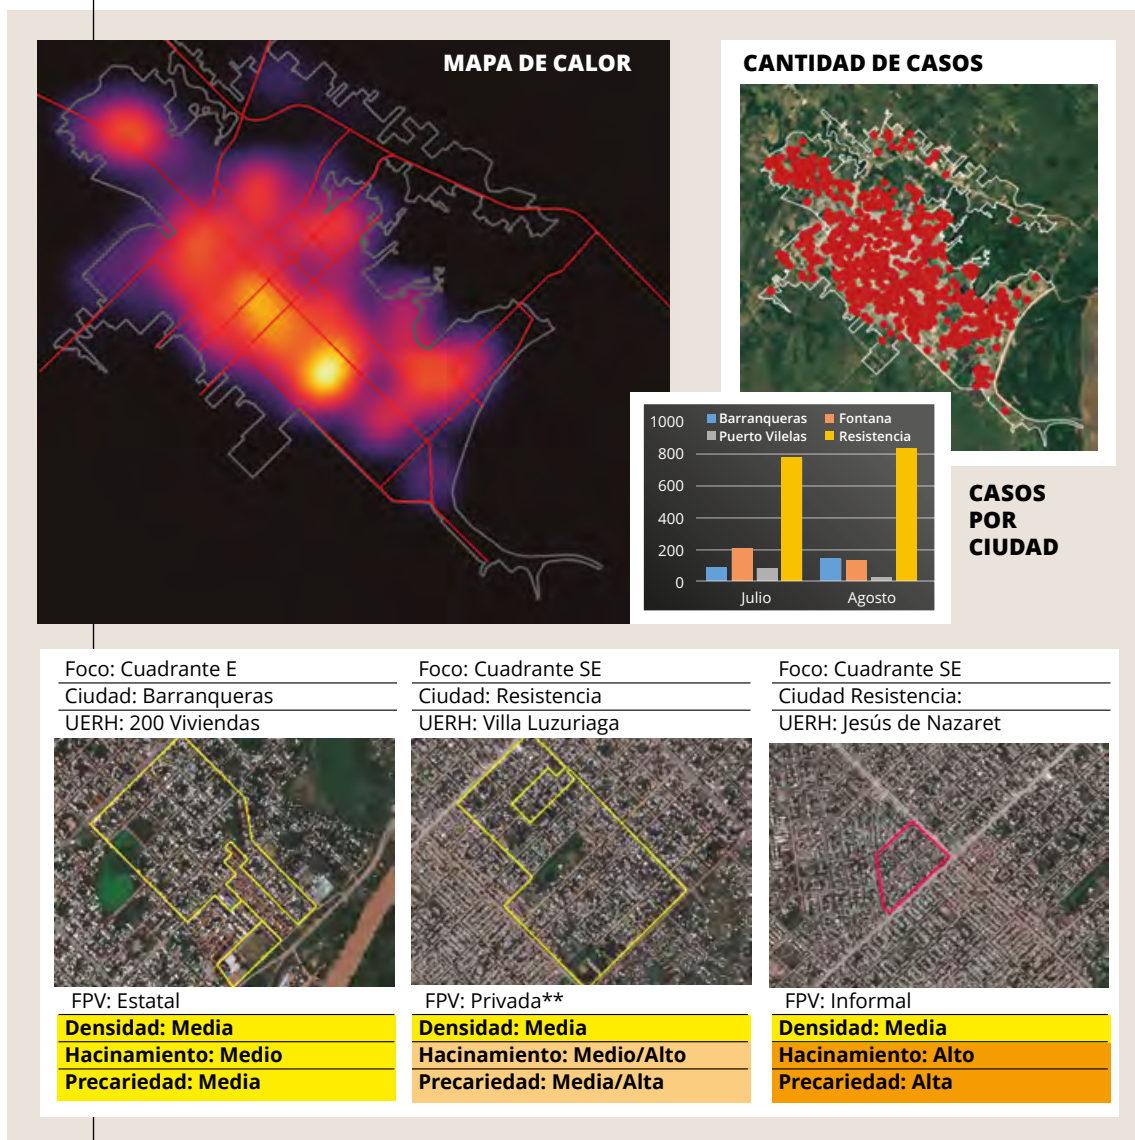 MAPA DE CALOR
CANTIDAD DE CASOS
1000
800
600
400
200
0
Barranqueras
Fontana
Puerto Vilelas
Resistencia
Julio
Agosto
CASOS
POR
CIUDAD
Foco: Cuadrante E
Ciudad: Barranqueras
UERH: 200 Viviendas
FPV: Estatal
Densidad: Media
Hacinamiento: Medio
Precariedad: Media
Foco: Cuadrante SE
Ciudad: Resistencia
UERH: Villa Luzuriaga
FPV: Privada**
Densidad: Media
Hacinamiento: Medio/Alto
Precariedad: Media/Alta
Foco: Cuadrante SE
Ciudad Resistencia:
UERH: Jesús de Nazaret
FPV: Informal
Densidad: Media
Hacinamiento: Alto
Precariedad: Alta